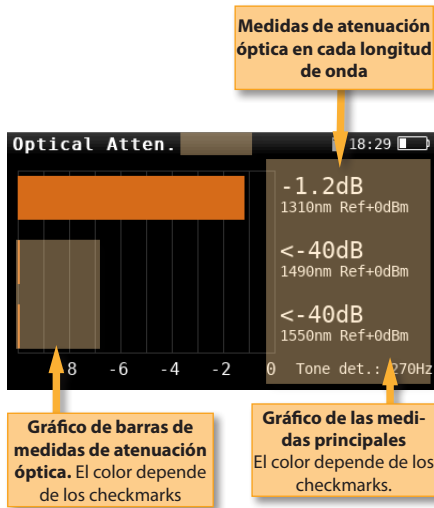 Medidas de atenuación
óptica en cada longitud
de onda
Optical Atten.
18:29
-1.2dB
1310nm Ref+0dBm
<-40dB
1490nm Ref+0dBm
<-40dB
1550nm Ref+0dBm
8 -6 -4 -2 0 Tone det.: 270Hz
Gráfico de barras de
medidas de atenuación
óptica. El color depende
de los checkmarks
Gráfico de las medi-
das principales
El color depende de los
checkmarks.